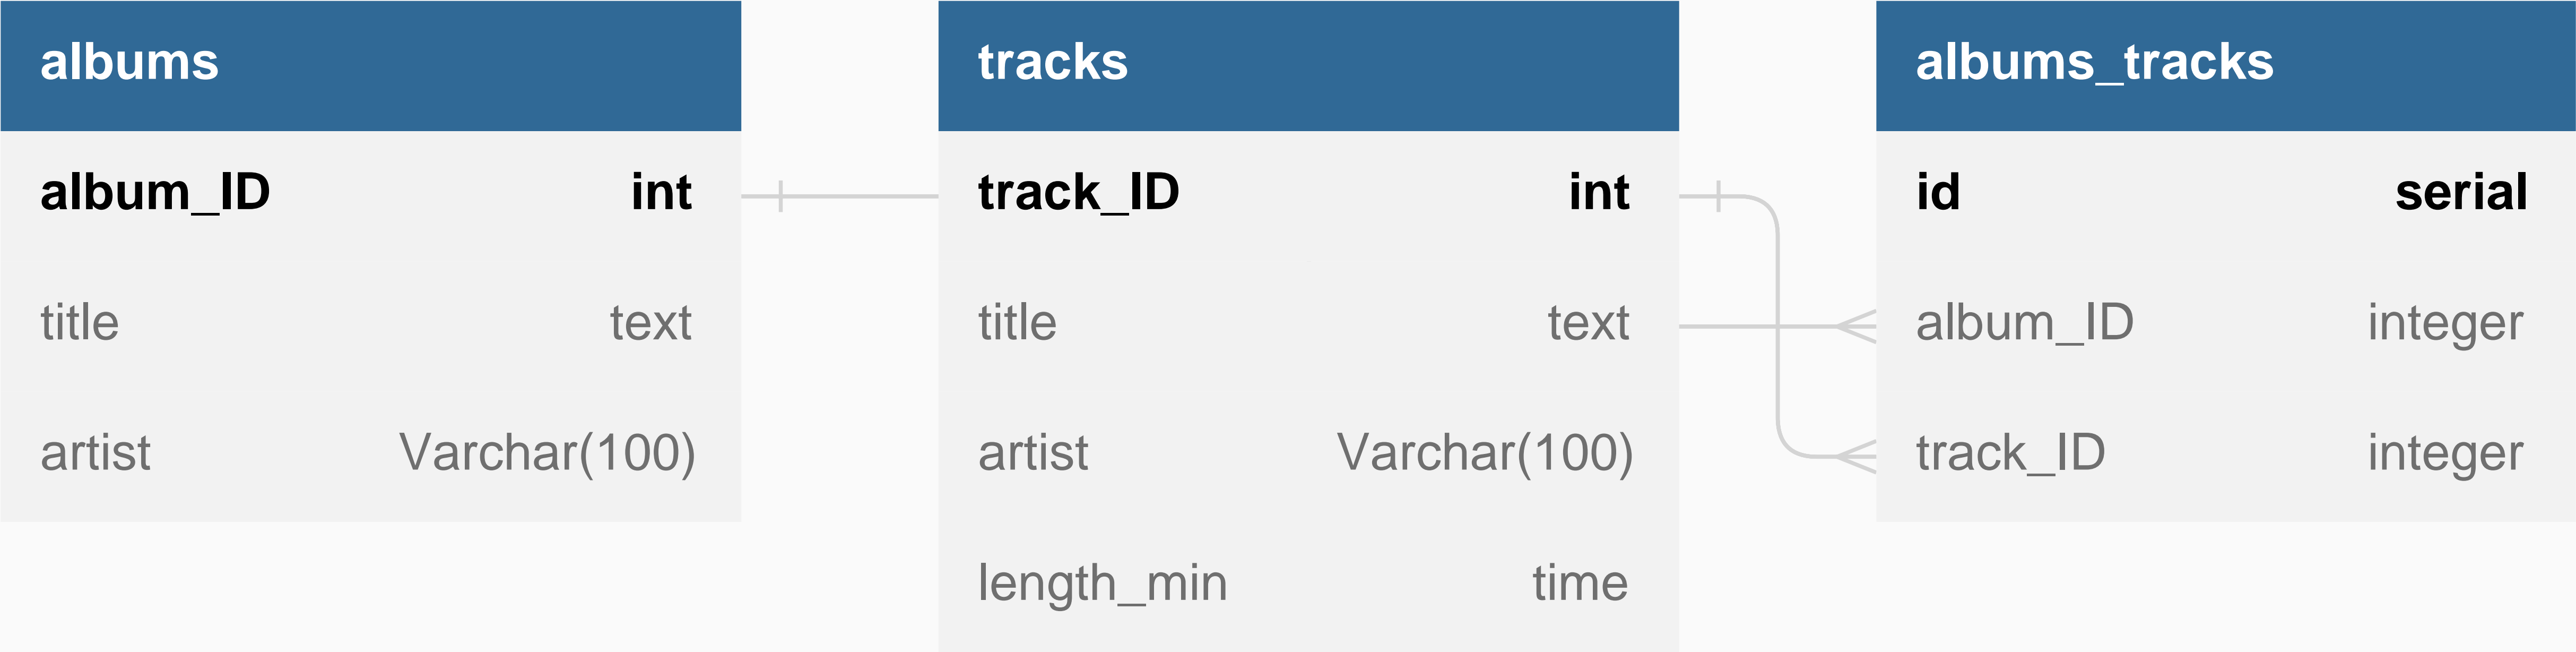 albums
album_ID int
title text
artist Varchar(100)
tracks
track_ID int
title text
artist Varchar(100)
length_min time
albums_tracks
id serial
album_ID integer
track_ID integer